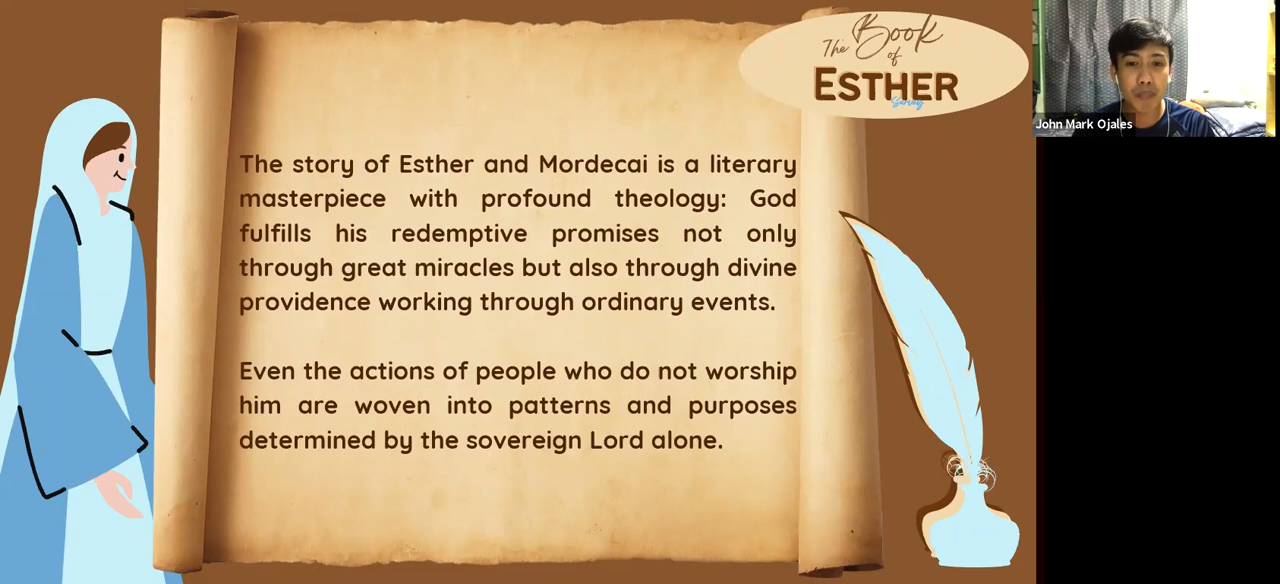 The Book
of
ESTHER
Survey
The story of Esther and Mordecai is a literary
masterpiece with profound theology: God
fulfills his redemptive promises not only
through great miracles but also through divine
providence working through ordinary events.
Even the actions of people who do not worship
him are woven into patterns and purposes
determined by the sovereign Lord alone.
John Mark Ojales